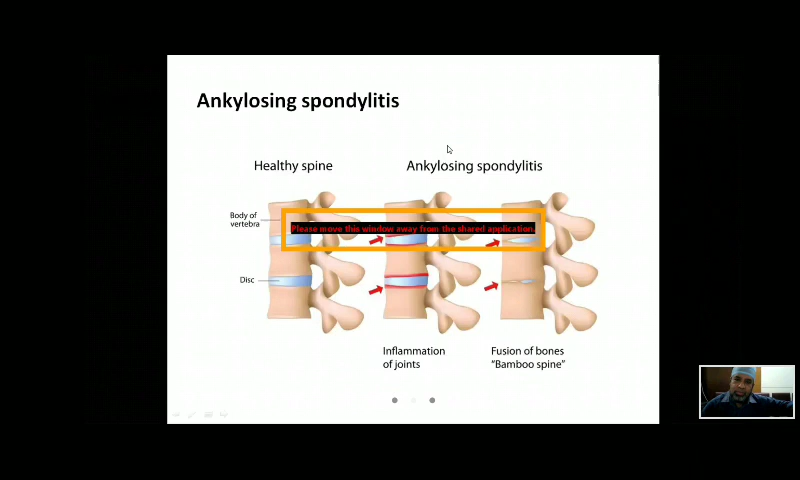 Ankylosing spondylitis
Healthy spine
Ankylosing spondylitis
Body of
vertebra
Please move this window away from the shared application.
Disc
Inflammation
of joints
Fusion of bones
“Bamboo spine”